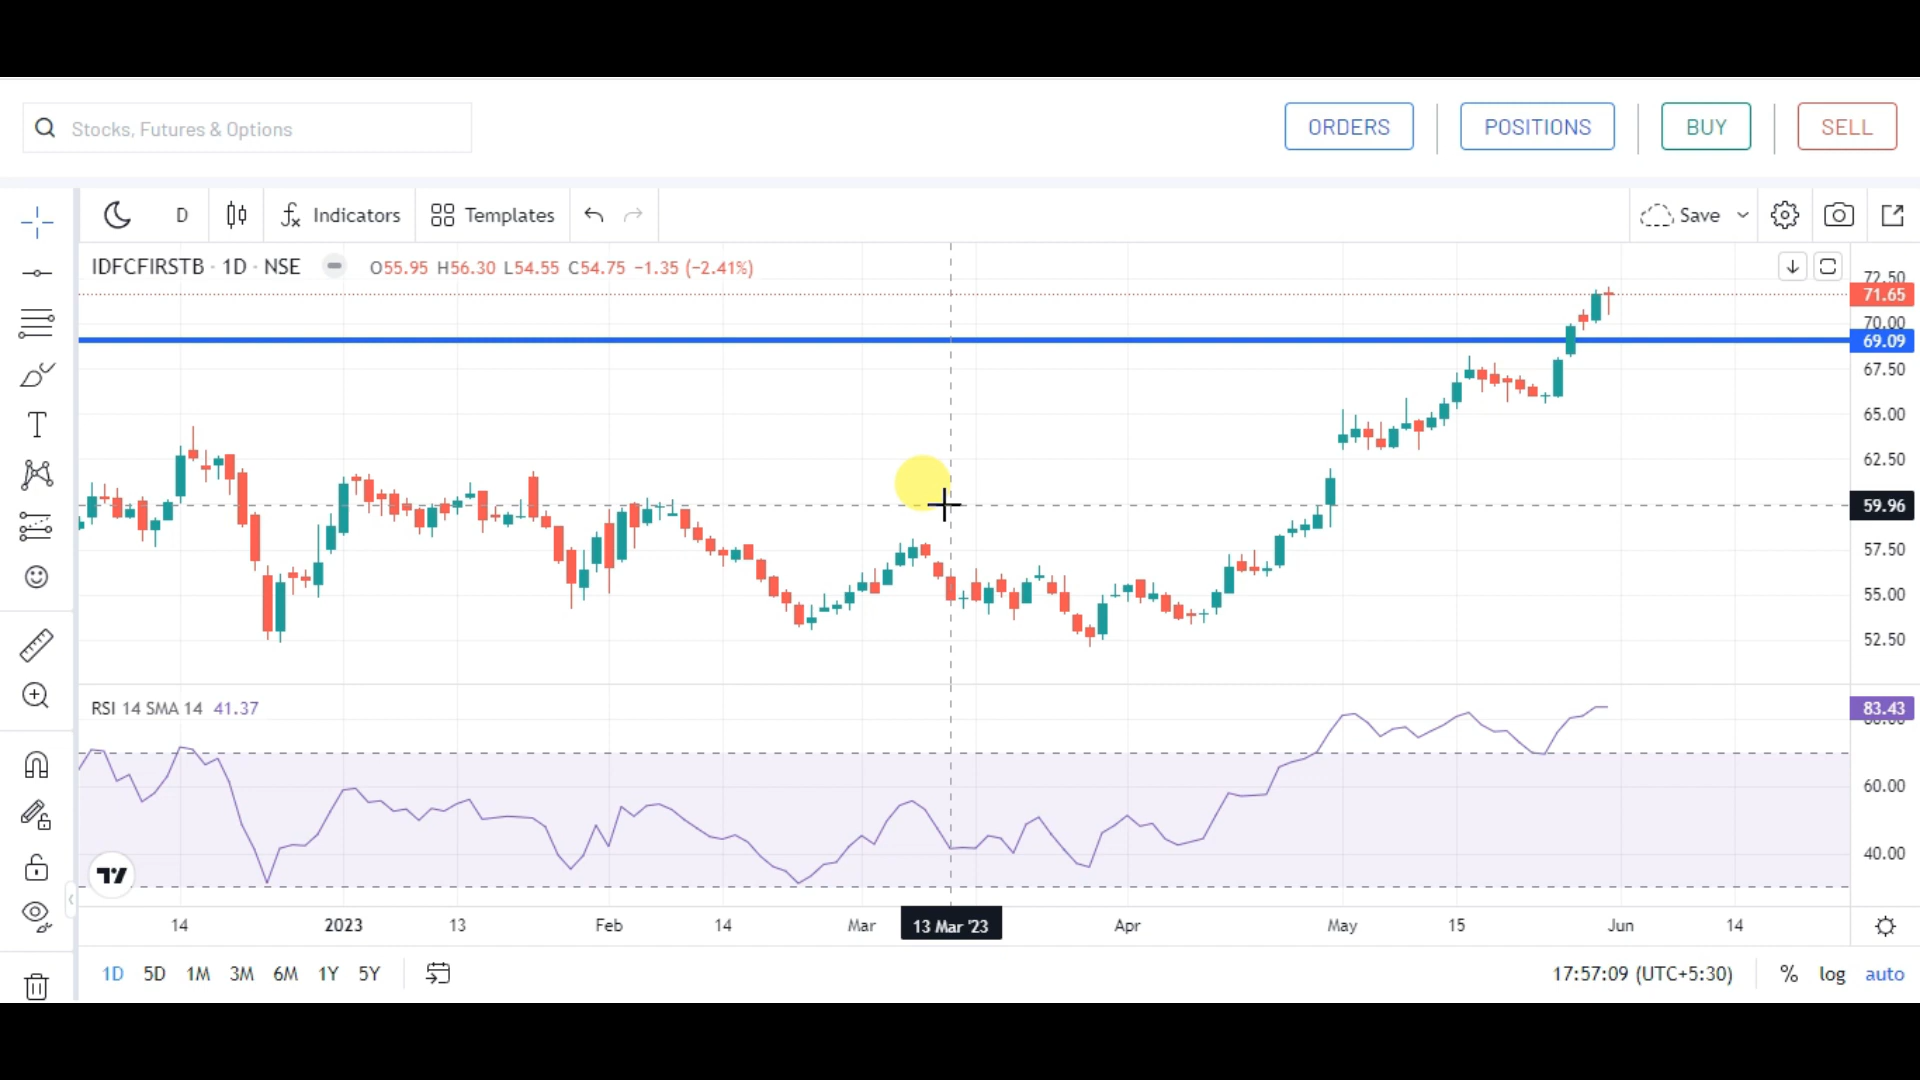 Stocks, Futures & Options
ORDERS
POSITIONS
BUY
SELL
D
Indicators
Templates
Save
IDFCFIRSTB · 1D · NSE
O55.95 H56.30 L54.55 C54.75 −1.35 (−2.41%)
72.50
71.65
70.00
69.09
67.50
65.00
62.50
59.96
57.50
55.00
52.50
RSI 14 SMA 14 41.37
83.43
80.00
60.00
40.00
14
2023
13
Feb
14
Mar
13 Mar '23
Apr
May
15
Jun
14
1D 5D 1M 3M 6M 1Y 5Y
17:57:09 (UTC+5:30)
%
log
auto